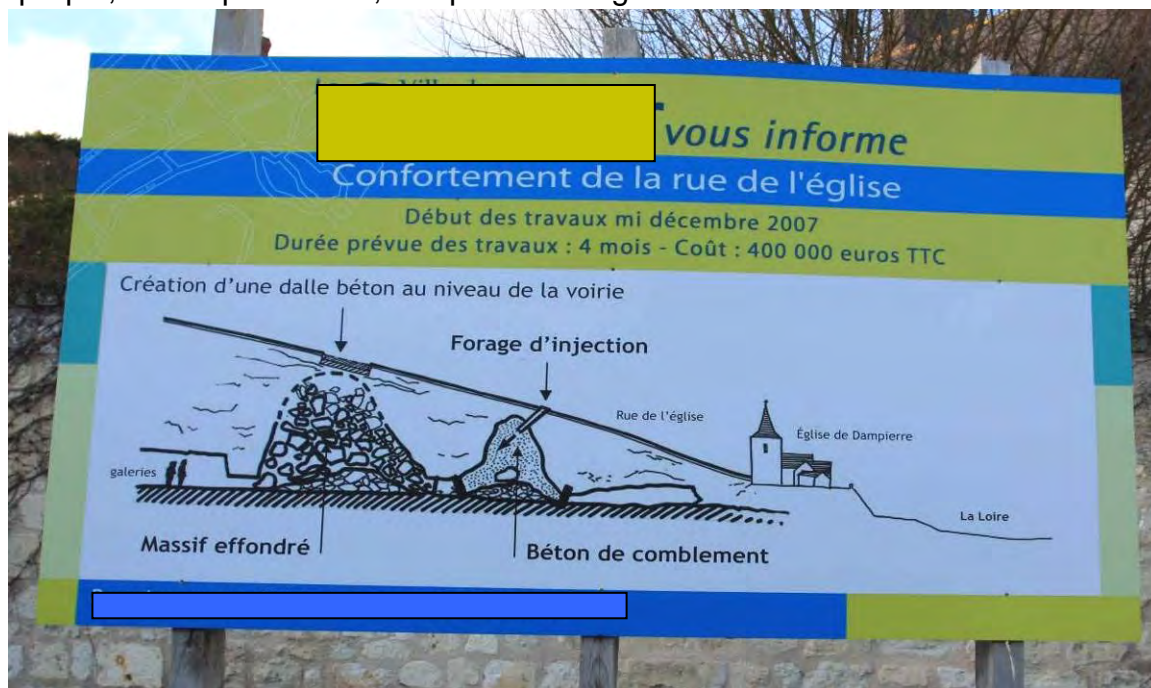 vous informe
Confortement de la rue de l'église
Début des travaux mi décembre 2007
Durée prévue des travaux : 4 mois - Coût : 400 000 euros TTC
Création d'une dalle béton au niveau de la voirie
Forage d'injection
Rue de l'église
Église de Dampierre
galeries
La Loire
Massif effondré
Béton de comblement